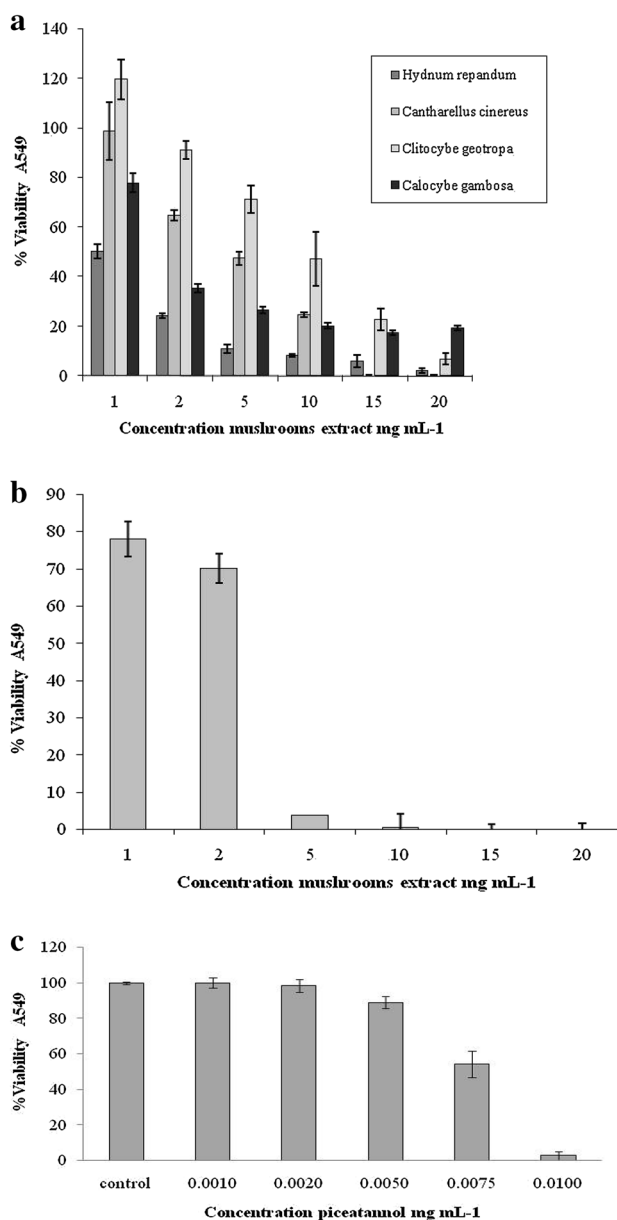 a
140
120
100
80
60
40
20
0
% Viability A549
Hydnum repandum
Cantharellus cinereus
Clitocybe geotropa
Calocybe gambosa
1 2 5 10 15 20
Concentration mushrooms extract mg mL-1
b
90
80
70
60
50
40
30
20
10
0
% Viability A549
1 2 5 10 15 20
Concentration mushrooms extract mg mL-1
c
120
100
80
60
40
20
0
%Viability A549
control 0.0010 0.0020 0.0050 0.0075 0.0100
Concentration piceatannol mg mL-1